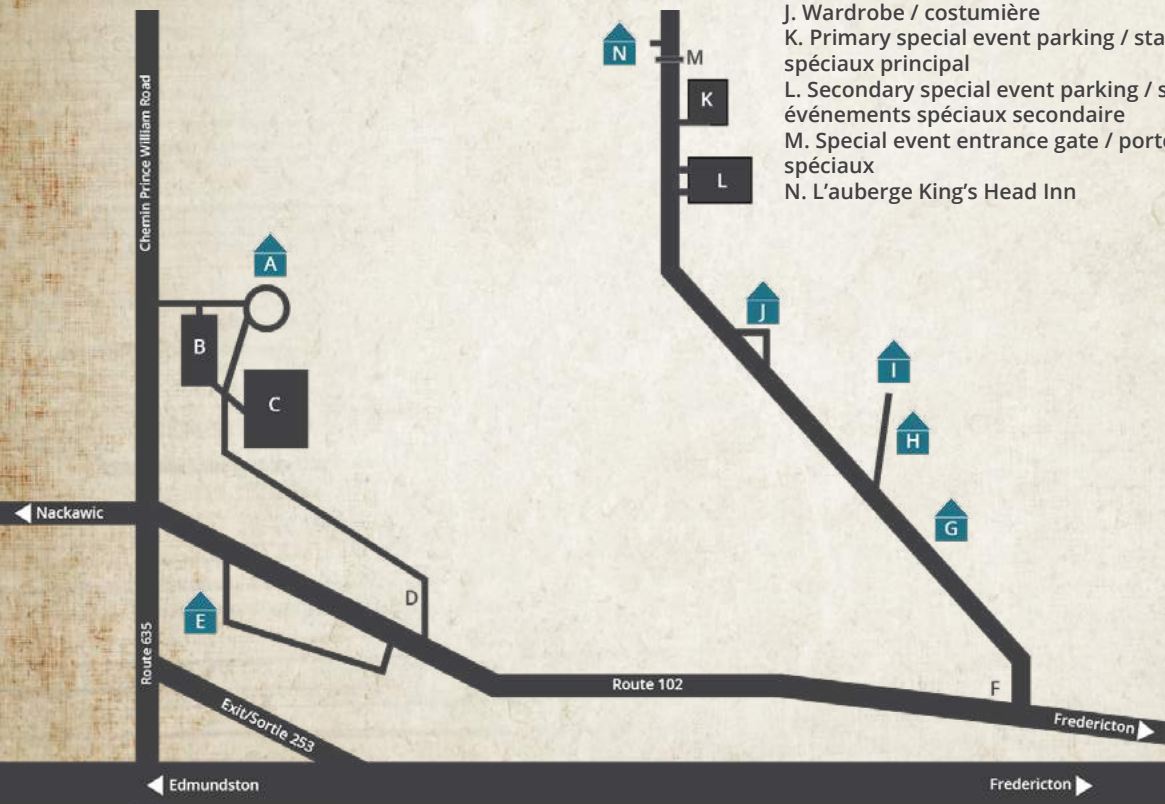 J. Wardrobe / costumière
K. Primary special event parking / sta
spéciaux principal
L. Secondary special event parking / s
événements spéciaux secondaire
M. Special event entrance gate / porte
spéciaux
N. L’auberge King’s Head Inn
N
M
K
L
Chemin Prince William Road
A
B
C
J
I
H
G
Nackawic
D
E
Route 635
Route 102
F
Exit/Sortie 253
Fredericton
Edmundston
Fredericton